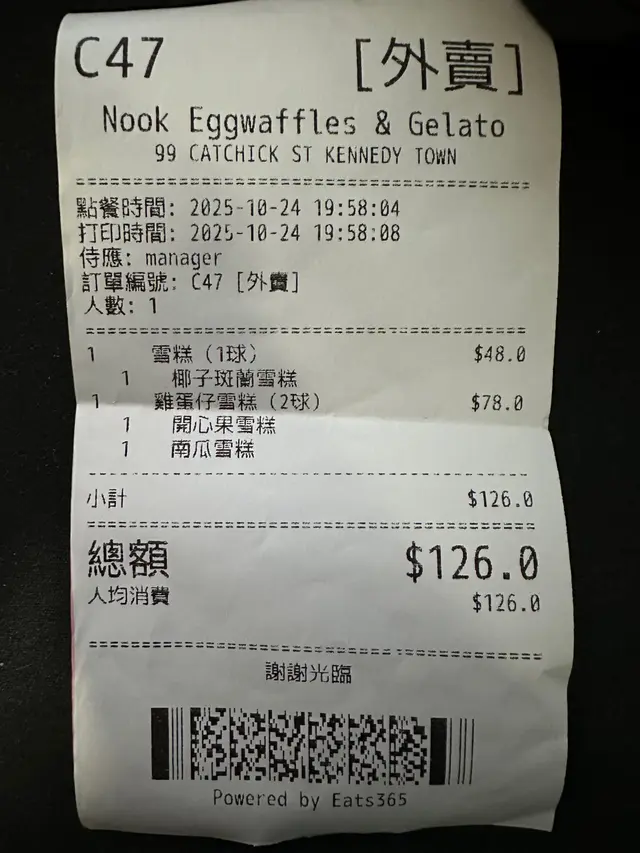 C47 [外賣]
Nook Eggwaffles & Gelato
99 CATCHICK ST KENNEDY TOWN
點餐時間: 2025-10-24 19:58:04
打印時間: 2025-10-24 19:58:08
侍應: manager
訂單編號: C47 [外賣]
人數: 1
1 雪糕 (1球) $48.0
1 椰子斑蘭雪糕
1 雞蛋仔雪糕 (2球) $78.0
1 開心果雪糕
1 南瓜雪糕
小計 $126.0
總額 $126.0
人均消費 $126.0
謝謝光臨
Powered by Eats365